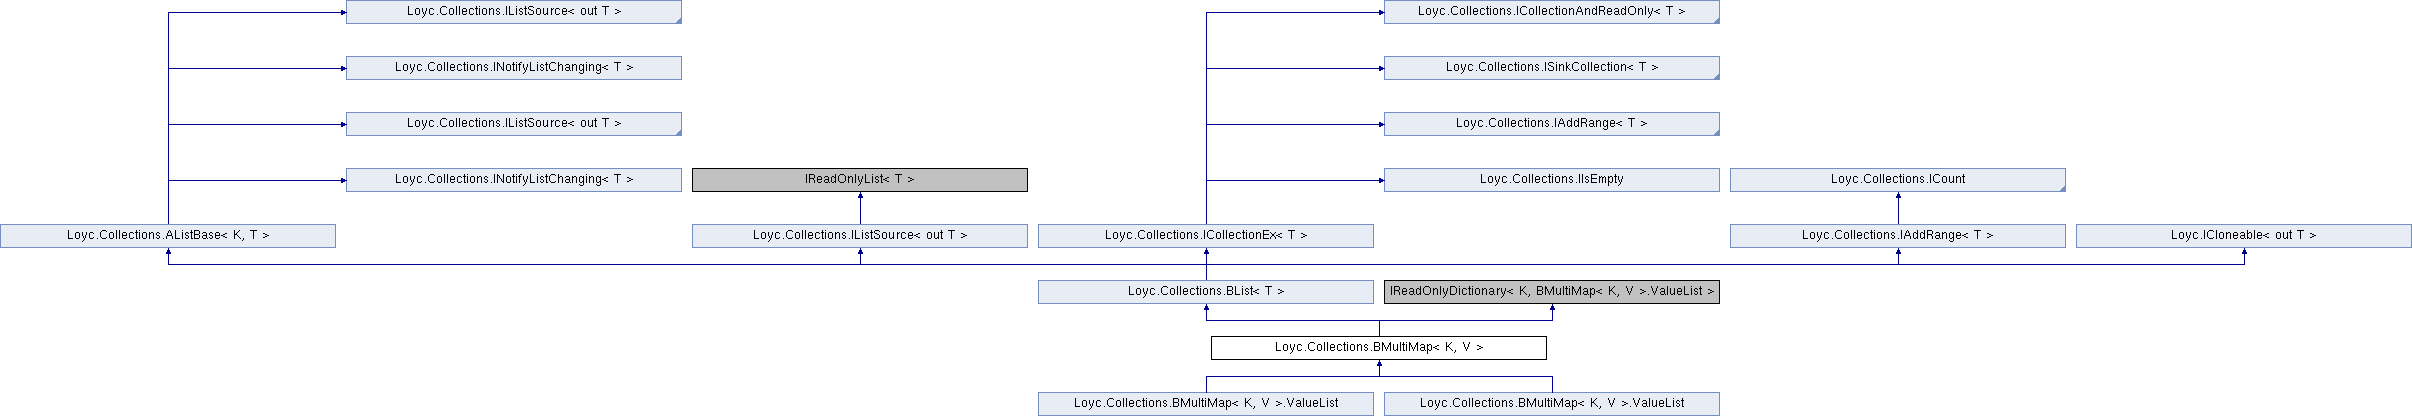 Loyc.Collections.IListSource< out T >
Loyc.Collections.ICollectionAndReadOnly< T >
Loyc.Collections.INotifyListChanging< T >
Loyc.Collections.ISinkCollection< T >
Loyc.Collections.IListSource< out T >
Loyc.Collections.IAddRange< T >
Loyc.Collections.INotifyListChanging< T >
IReadOnlyList< T >
Loyc.Collections.IIsEmpty
Loyc.Collections.ICount
Loyc.Collections.AListBase< K, T >
Loyc.Collections.IListSource< out T >
Loyc.Collections.ICollectionEx< T >
Loyc.Collections.IAddRange< T >
Loyc.ICloneable< out T >
Loyc.Collections.BList< T >
IReadOnlyDictionary< K, BMultiMap< K, V >.ValueList >
Loyc.Collections.BMultiMap< K, V >
Loyc.Collections.BMultiMap< K, V >.ValueList
Loyc.Collections.BMultiMap< K, V >.ValueList